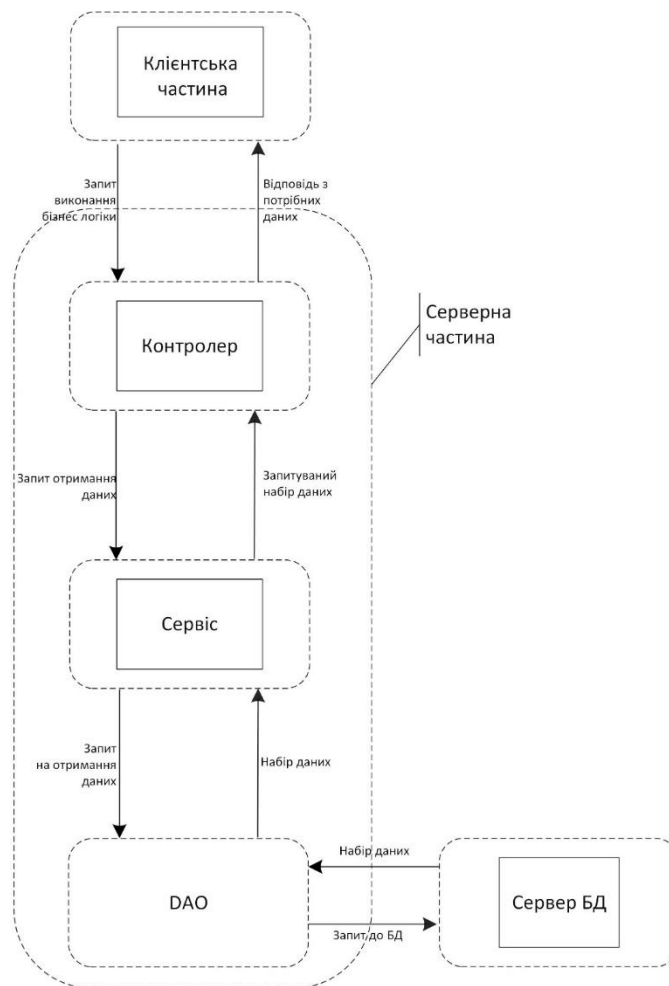 Клієнтська
частина
Запит
виконання
бізнес логіки
Відповідь з
потрібних
даних
Контролер
Серверна
частина
Запит отримання
даних
Запитуваний
набір даних
Сервіс
Запит
на отримання
даних
Набір даних
DAO
Набір даних
Запит до БД
Сервер БД